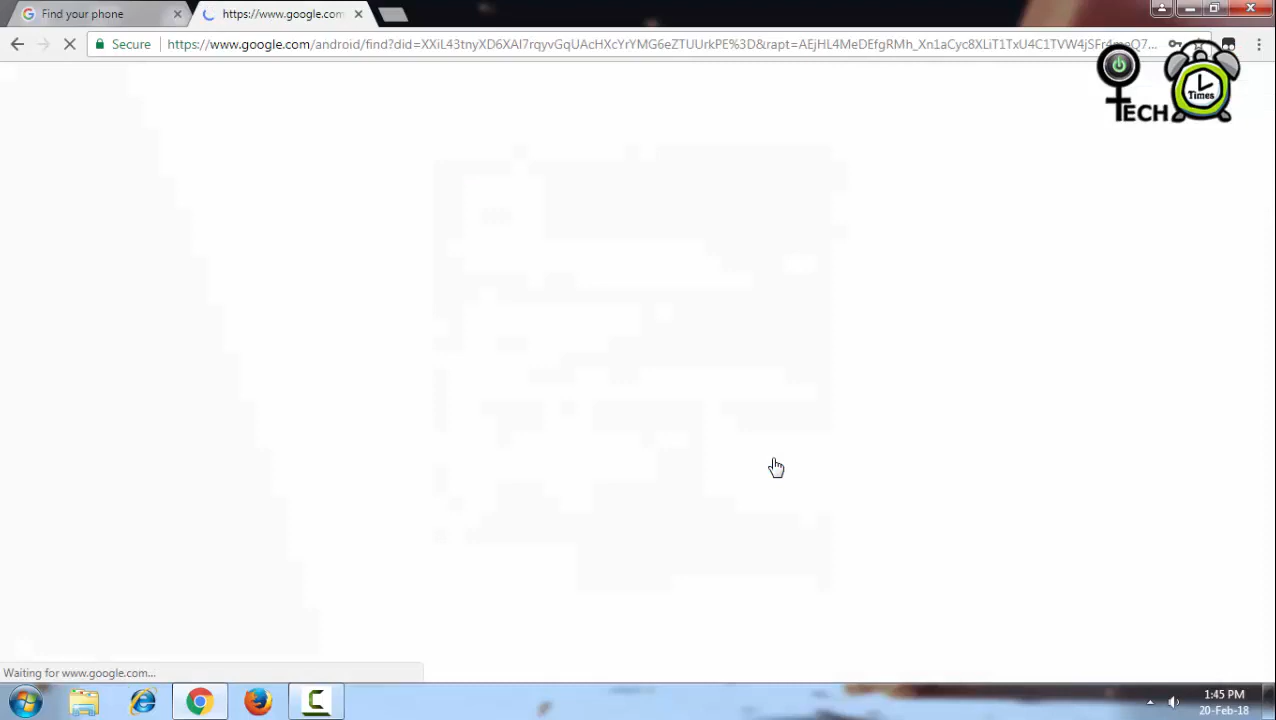 Find your phone
https://www.google.com
Secure
https://www.google.com/android/find?did=xXiL43tnyXD6XAI7rqyvGqUAcHXcYrYMG6eZTUUrkPE%3D&rapt=AEjHL4MeDEfgRMh_Xn1aCyc8XLiT1TxU4C1TVW4jSFr4meQ7...
TECH
Times
Waiting for www.google.com...
1:45 PM
20-Feb-18